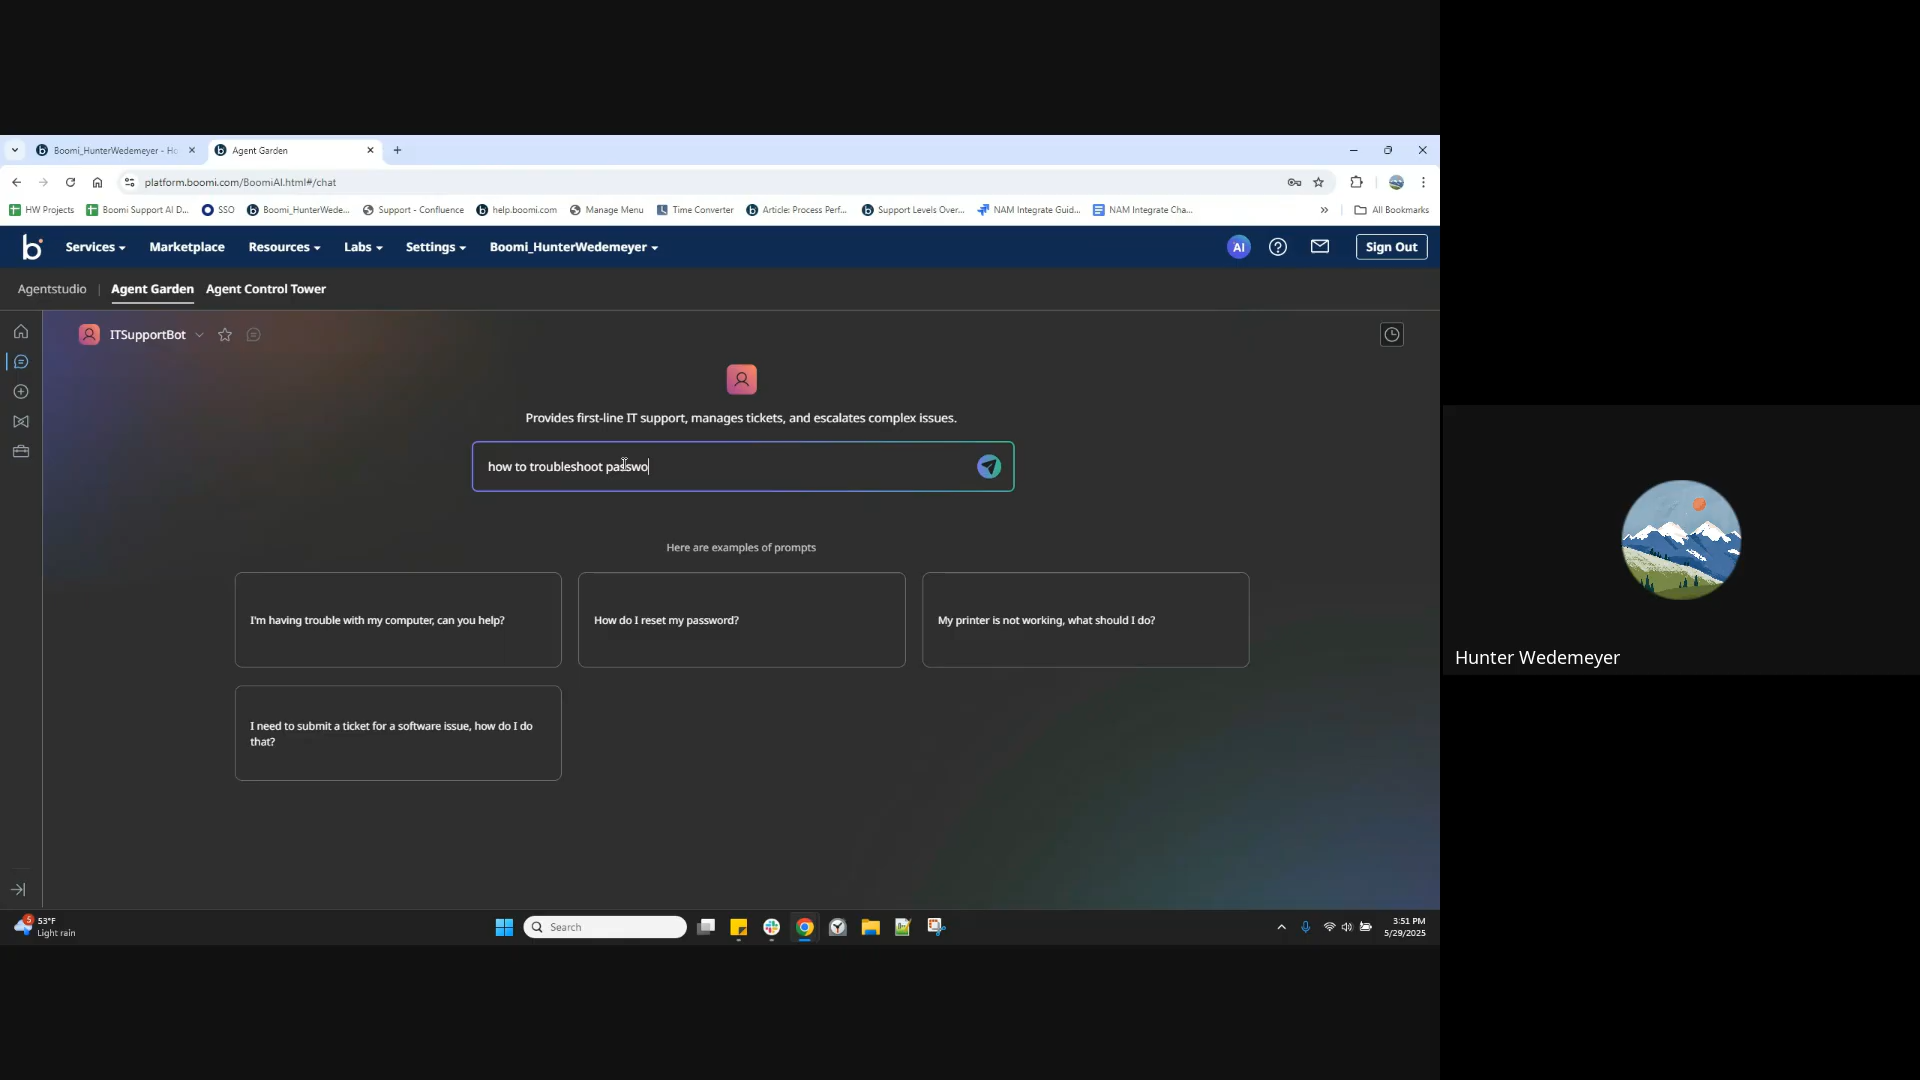 Boomi_HunterWedemeyer - Ho
Agent Garden
platform.boomi.com/BoomiAI.html#/chat
HW Projects
Boomi Support AI D...
SSO
Boomi_HunterWede...
Support - Confluence
help.boomi.com
Manage Menu
Time Converter
Article: Process Perf...
Support Levels Over...
NAM Integrate Guid...
NAM Integrate Cha...
»
All Bookmarks
b
Services
Marketplace
Resources
Labs
Settings
Boomi_HunterWedemeyer
AI
Sign Out
Agentstudio | Agent Garden Agent Control Tower
ITSupportBot
Provides first-line IT support, manages tickets, and escalates complex issues.
how to troubleshoot passwo
Here are examples of prompts
I'm having trouble with my computer, can you help?
How do I reset my password?
My printer is not working, what should I do?
I need to submit a ticket for a software issue, how do I do
that?
Hunter Wedemeyer
5
53°F
Light rain
Search
3:51 PM
5/29/2025